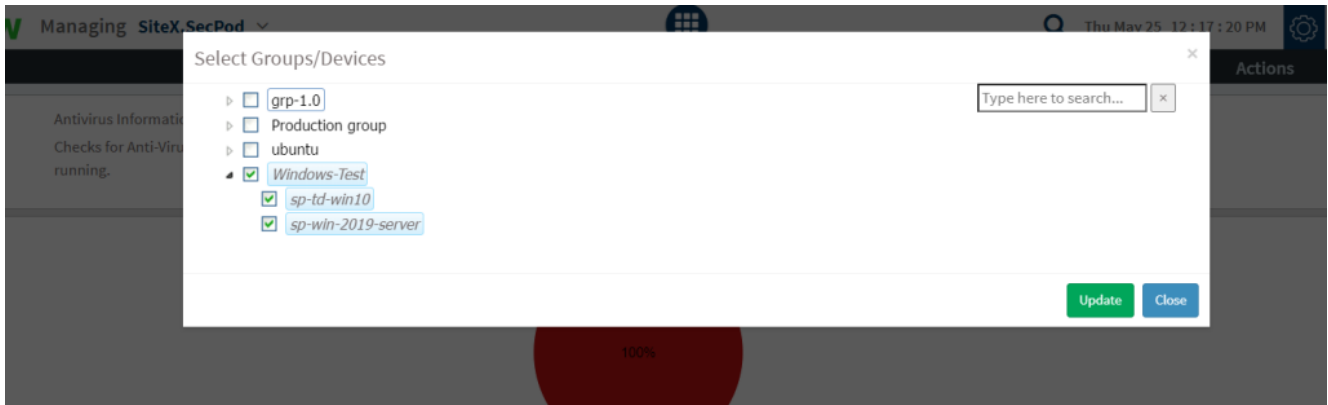 Managing SiteX.SecPod
Thu May 25 12:17:20 PM
Select Groups/Devices
×
Actions
grp-1.0
Type here to search...
×
Antivirus Informatio
Production group
Checks for Anti-Viru
ubuntu
running.
Windows-Test
sp-td-win10
sp-win-2019-server
Update
Close
100%